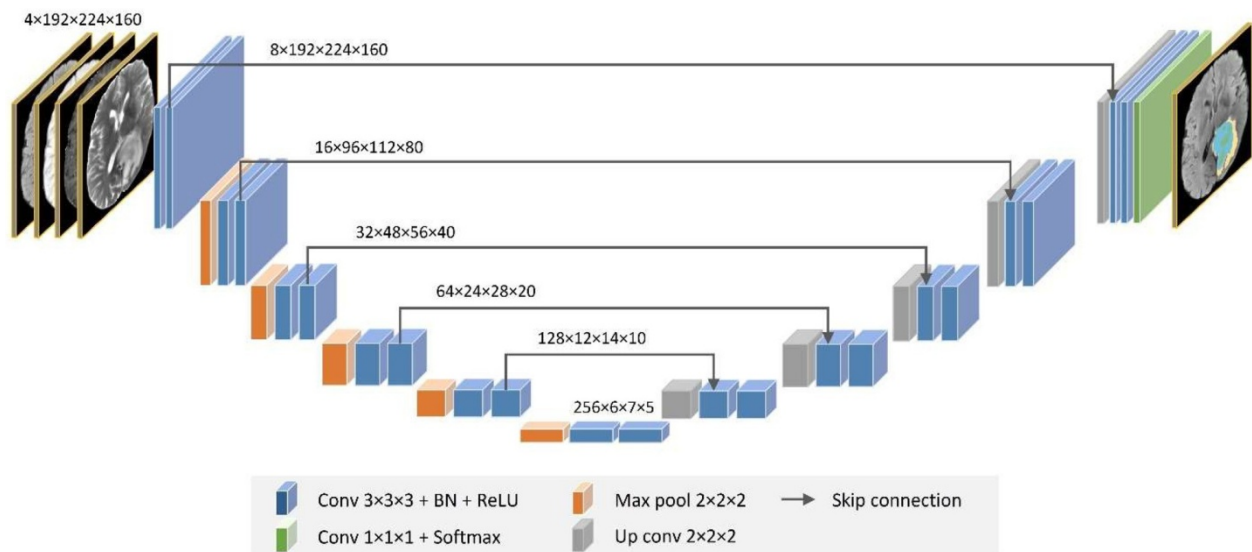 4×192×224×160
8×192×224×160
16×96×112×80
32×48×56×40
64×24×28×20
128×12×14×10
256×6×7×5
Conv 3×3×3 + BN + ReLU
Max pool 2×2×2
Skip connection
Conv 1×1×1 + Softmax
Up conv 2×2×2